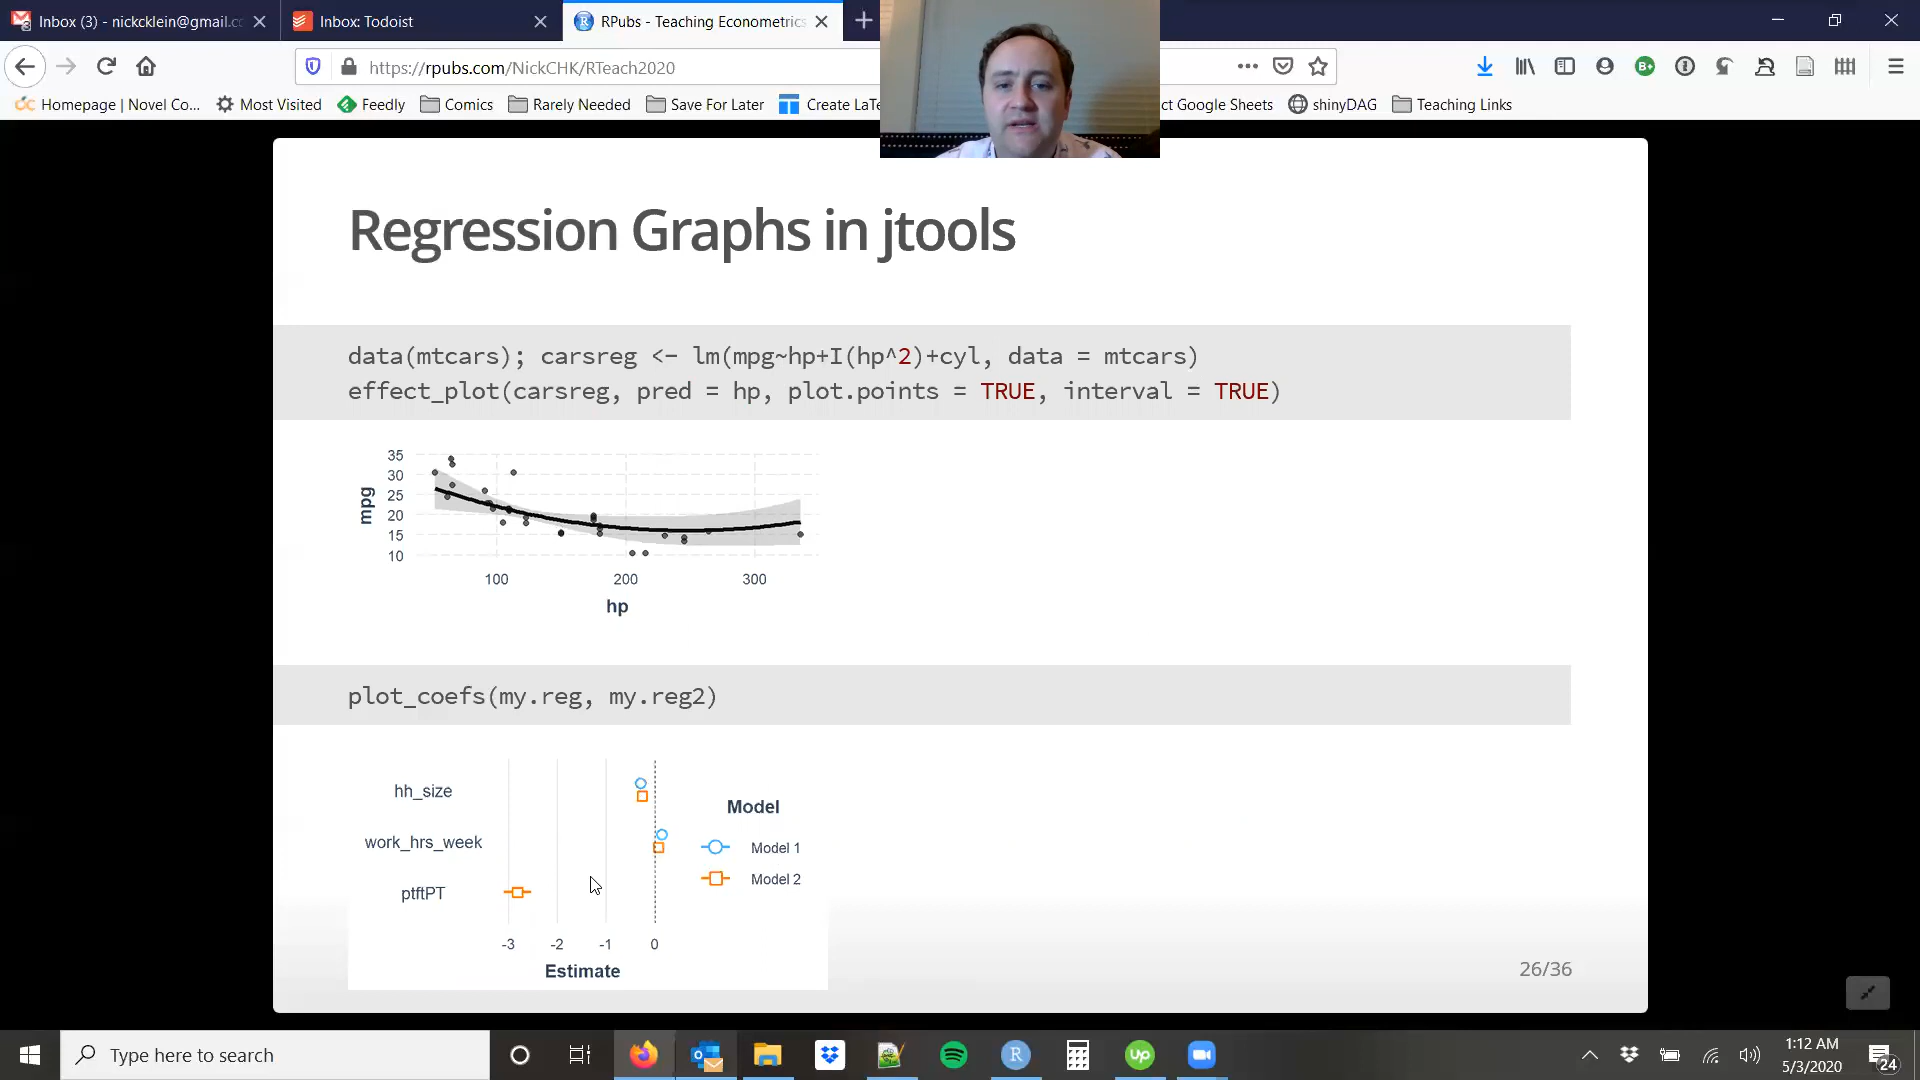 Inbox (3) - nickcklein@gmail.cc
Inbox: Todoist
RPubs - Teaching Econometrics
https://rpubs.com/NickCHK/RTeach2020
Homepage | Novel Co...
Most Visited
Feedly
Comics
Rarely Needed
Save For Later
Create LaTe
ct Google Sheets
shinyDAG
Teaching Links
Regression Graphs in jtools
data(mtcars); carsreg <- lm(mpg~hp+I(hp^2)+cyl, data = mtcars)
effect_plot(carsreg, pred = hp, plot.points = TRUE, interval = TRUE)
35
30
25
20
15
10
mpg
100 200 300
hp
plot_coefs(my.reg, my.reg2)
hh_size
work_hrs_week
ptftPT
-3 -2 -1 0
Estimate
Model
Model 1
Model 2
26/36
Type here to search
1:12 AM
5/3/2020
24